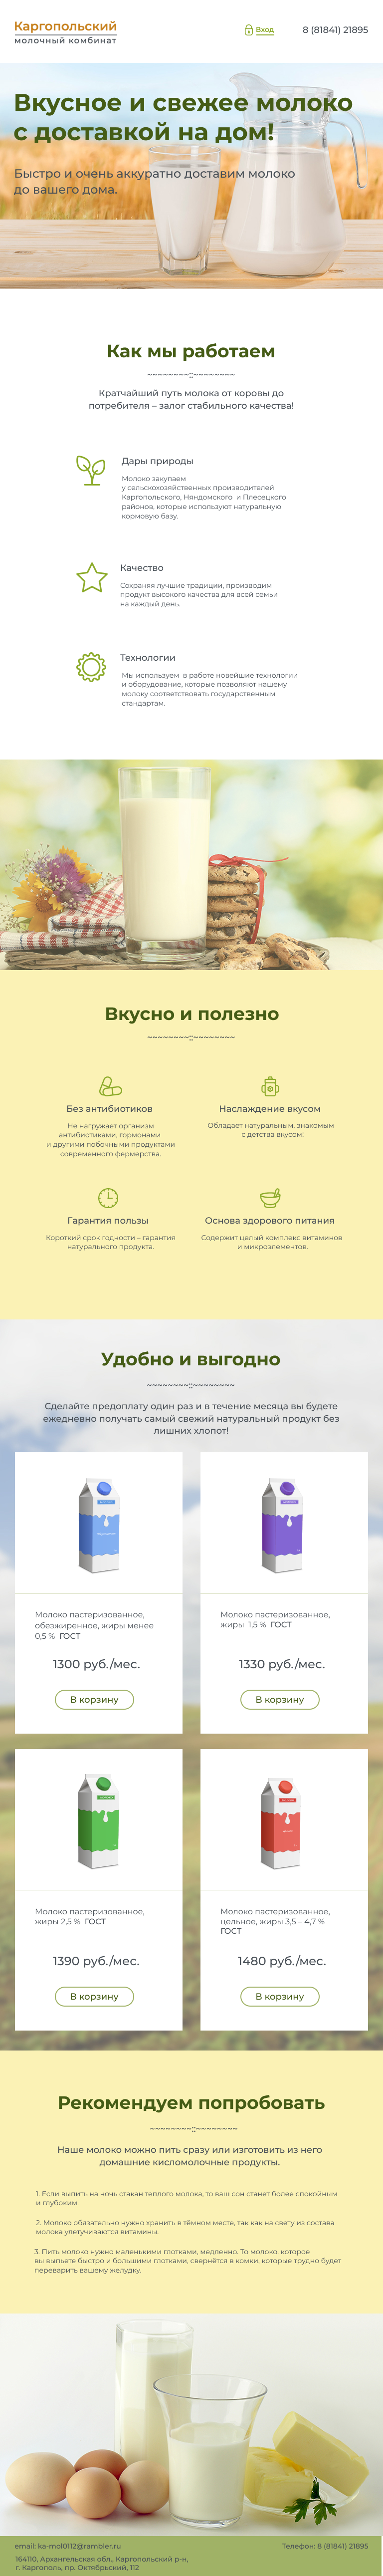 Каргопольский
молочный комбинат
Вход
8 (81841) 21895
Вкусное и свежее молоко
с доставкой на дом!
Быстро и очень аккуратно доставим молоко
до вашего дома.
Как мы работаем
~~~~~~~~::~~~~~~~~
Кратчайший путь молока от коровы до
потребителя – залог стабильного качества!
Дары природы
Молоко закупаем
у сельскохозяйственных производителей
Каргопольского, Няндомского и Плесецкого
районов, которые используют натуральную
кормовую базу.
Качество
Сохраняя лучшие традиции, производим
продукт высокого качества для всей семьи
на каждый день.
Технологии
Мы используем в работе новейшие технологии
и оборудование, которые позволяют нашему
молоку соответствовать государственным
стандартам.
Вкусно и полезно
~~~~~~~~::~~~~~~~~
Без антибиотиков
Не нагружает организм
антибиотиками, гормонами
и другими побочными продуктами
современного фермерства.
Наслаждение вкусом
Обладает натуральным, знакомым
с детства вкусом!
Гарантия пользы
Короткий срок годности – гарантия
натурального продукта.
Основа здорового питания
Содержит целый комплекс витаминов
и микроэлементов.
Удобно и выгодно
~~~~~~~~::~~~~~~~~
Сделайте предоплату один раз и в течение месяца вы будете
ежедневно получать самый свежий натуральный продукт без
лишних хлопот!
Молоко пастеризованное,
обезжиренное, жиры менее
0,5 % ГОСТ
1300 руб./мес.
В корзину
Молоко пастеризованное,
жиры 1,5 % ГОСТ
1330 руб./мес.
В корзину
Молоко пастеризованное,
жиры 2,5 % ГОСТ
1390 руб./мес.
В корзину
Молоко пастеризованное,
цельное, жиры 3,5 – 4,7 %
ГОСТ
1480 руб./мес.
В корзину
Рекомендуем попробовать
~~~~~~~~::~~~~~~~~
Наше молоко можно пить сразу или изготовить из него
домашние кисломолочные продукты.
1. Если выпить на ночь стакан теплого молока, то ваш сон станет более спокойным
и глубоким.
2. Молоко обязательно нужно хранить в тёмном месте, так как на свету из состава
молока улетучиваются витамины.
3. Пить молоко нужно маленькими глотками, медленно. То молоко, которое
вы выпьете быстро и большими глотками, свернётся в комки, которые трудно будет
переварить вашему желудку.
email: ka-mol0112@rambler.ru
Телефон: 8 (81841) 21895
164110, Архангельская обл., Каргопольский р-н,
г. Каргополь, пр. Октябрьский, 112